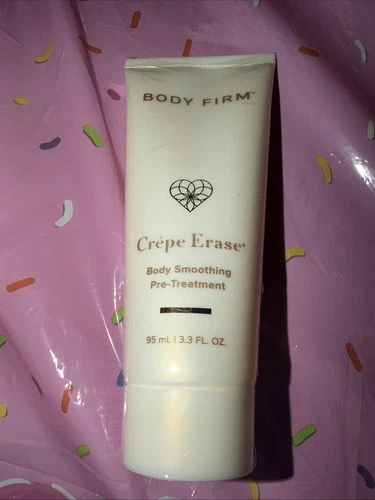 BODY FIRM™
Crépe Erase®
Body Smoothing
Pre-Treatment
95 mL | 3.3 FL. OZ.